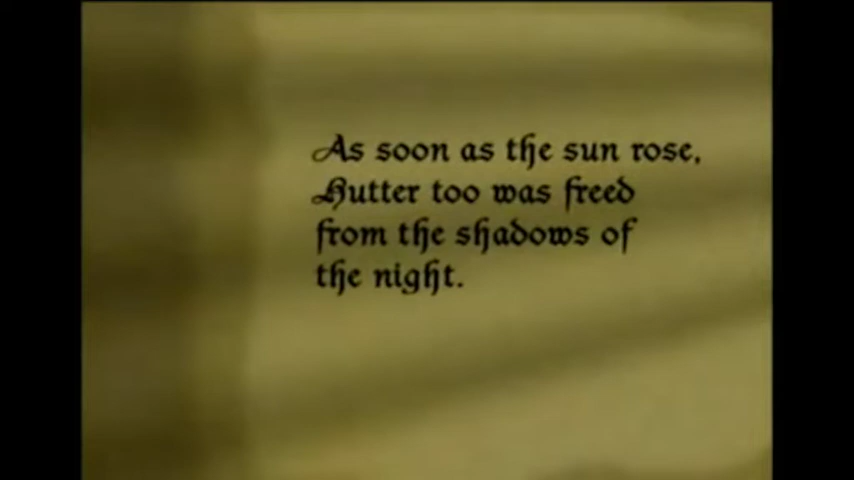 As soon as the sun rose,
Hutter too was freed
from the shadows of
the night.